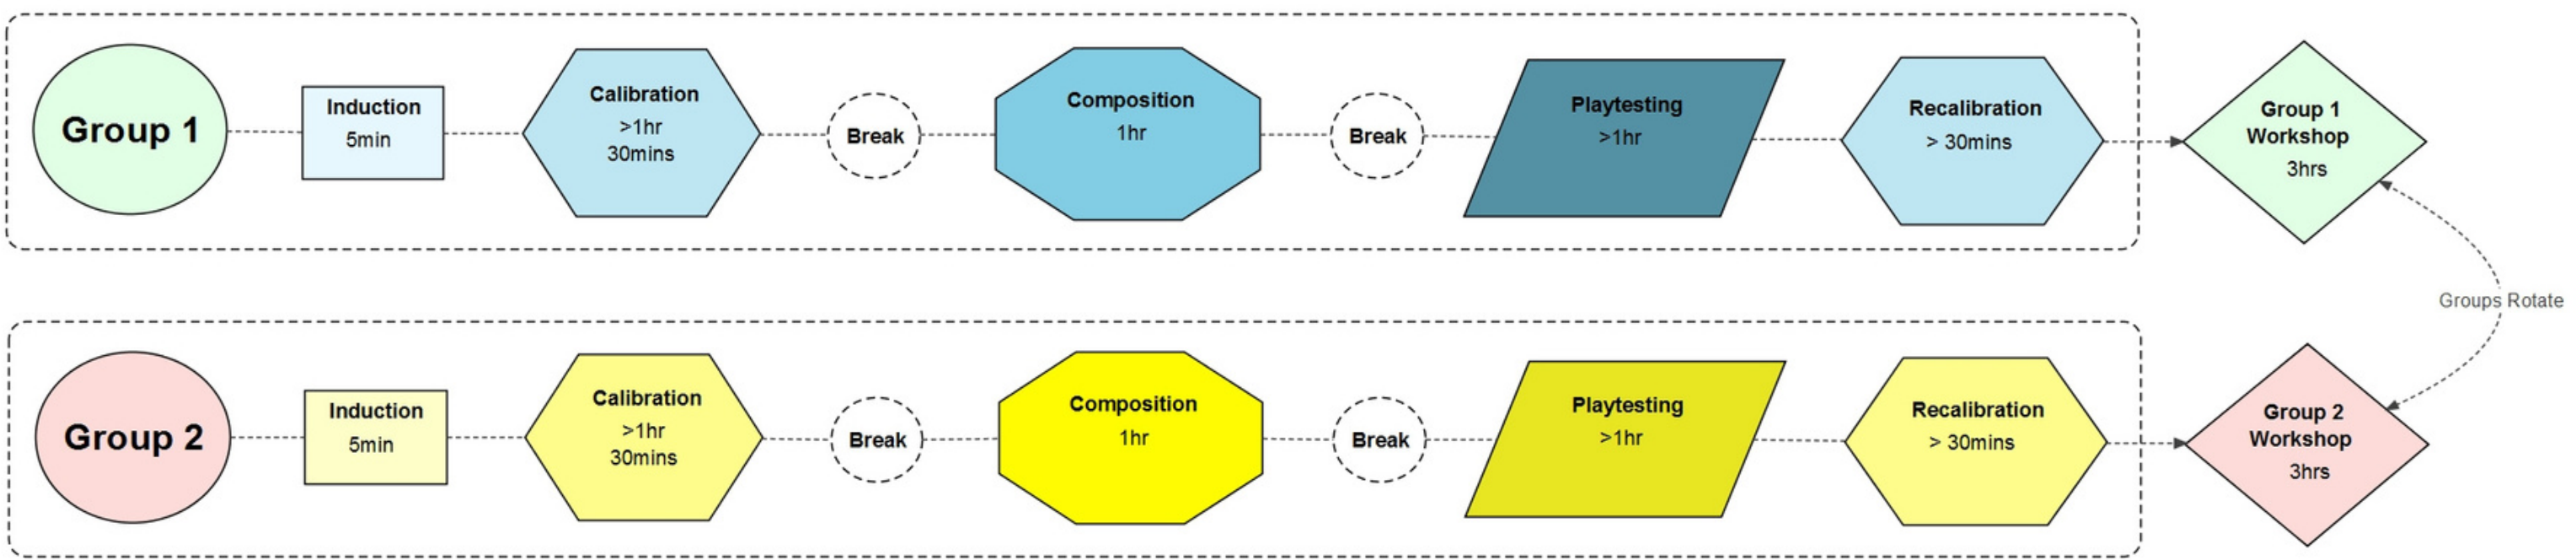 Group 1
Induction
5min
Calibration
>1hr
30mins
Break
Composition
1hr
Break
Playtesting
>1hr
Recalibration
> 30mins
Group 1
Workshop
3hrs
Groups Rotate
Group 2
Induction
5min
Calibration
>1hr
30mins
Break
Composition
1hr
Break
Playtesting
>1hr
Recalibration
> 30mins
Group 2
Workshop
3hrs